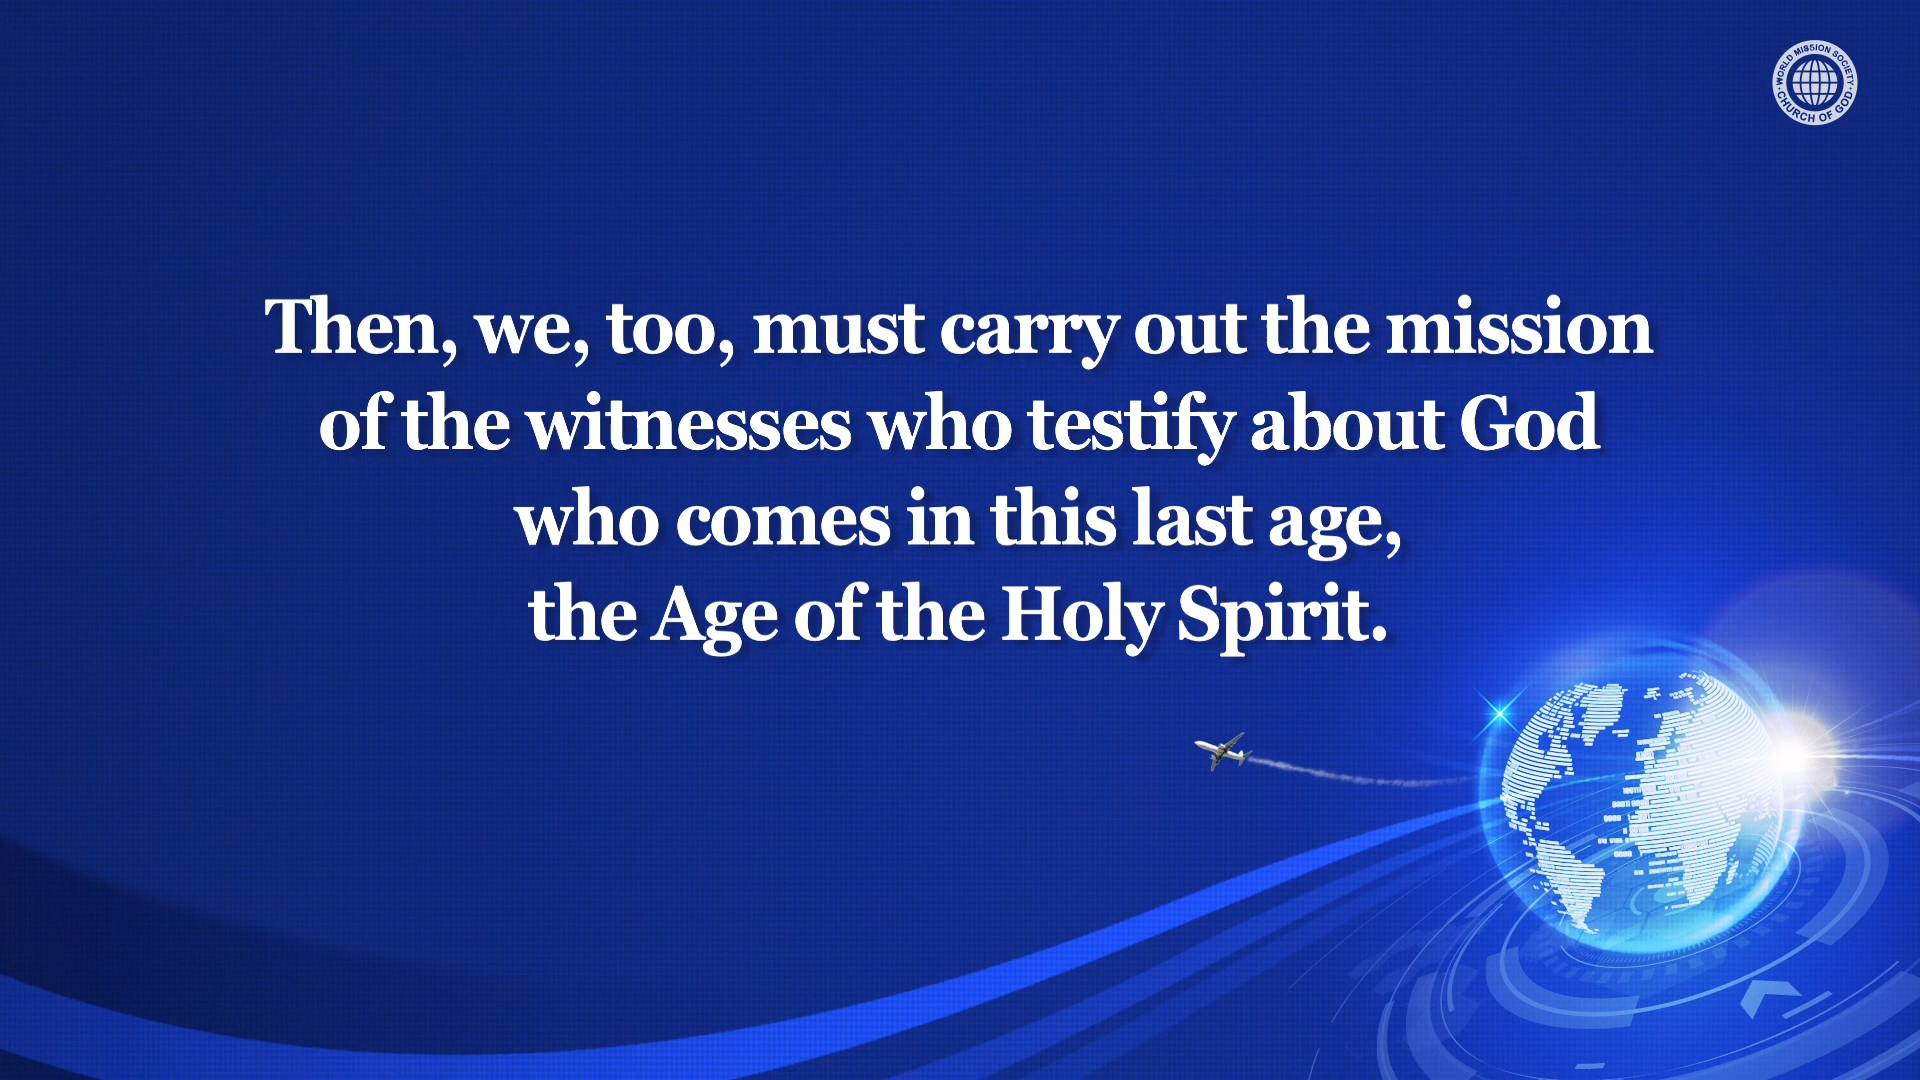 WORLD MISSION SOCIETY
CHURCH OF GOD
Then, we, too, must carry out the mission
of the witnesses who testify about God
who comes in this last age,
the Age of the Holy Spirit.